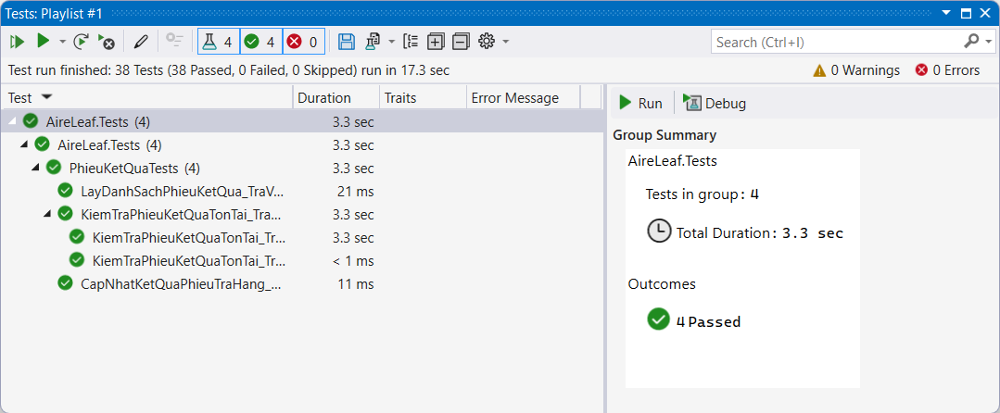 Tests: Playlist #1
4 4 0 Search (Ctrl+I)
Test run finished: 38 Tests (38 Passed, 0 Failed, 0 Skipped) run in 17.3 sec 0 Warnings 0 Errors
Test Duration Traits Error Message
AireLeaf.Tests (4) 3.3 sec
AireLeaf.Tests (4) 3.3 sec
PhieuKetQuaTests (4) 3.3 sec
LayDanhSachPhieuKetQua_TraV... 21 ms
KiemTraPhieuKetQuaTonTai_Tra... 3.3 sec
KiemTraPhieuKetQuaTonTai_Tr... 3.3 sec
KiemTraPhieuKetQuaTonTai_Tr... < 1 ms
CapNhatKetQuaPhieuTraHang_... 11 ms
Run Debug
Group Summary
AireLeaf.Tests
Tests in group: 4
Total Duration: 3.3 sec
Outcomes
4 Passed